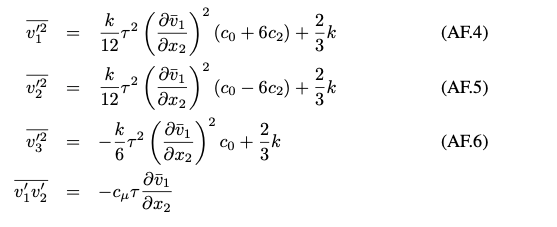 \overline{v_1'^2} = \frac{k}{12}\tau^2 \left(\frac{\partial \bar{v}_1}{\partial x_2}\right)^2 (c_0 + 6c_2) + \frac{2}{3}k (AF.4)
\overline{v_2'^2} = \frac{k}{12}\tau^2 \left(\frac{\partial \bar{v}_1}{\partial x_2}\right)^2 (c_0 - 6c_2) + \frac{2}{3}k (AF.5)
\overline{v_3'^2} = -\frac{k}{6}\tau^2 \left(\frac{\partial \bar{v}_1}{\partial x_2}\right)^2 c_0 + \frac{2}{3}k (AF.6)
\overline{v_1' v_2'} = -c_\mu \tau \frac{\partial \bar{v}_1}{\partial x_2}